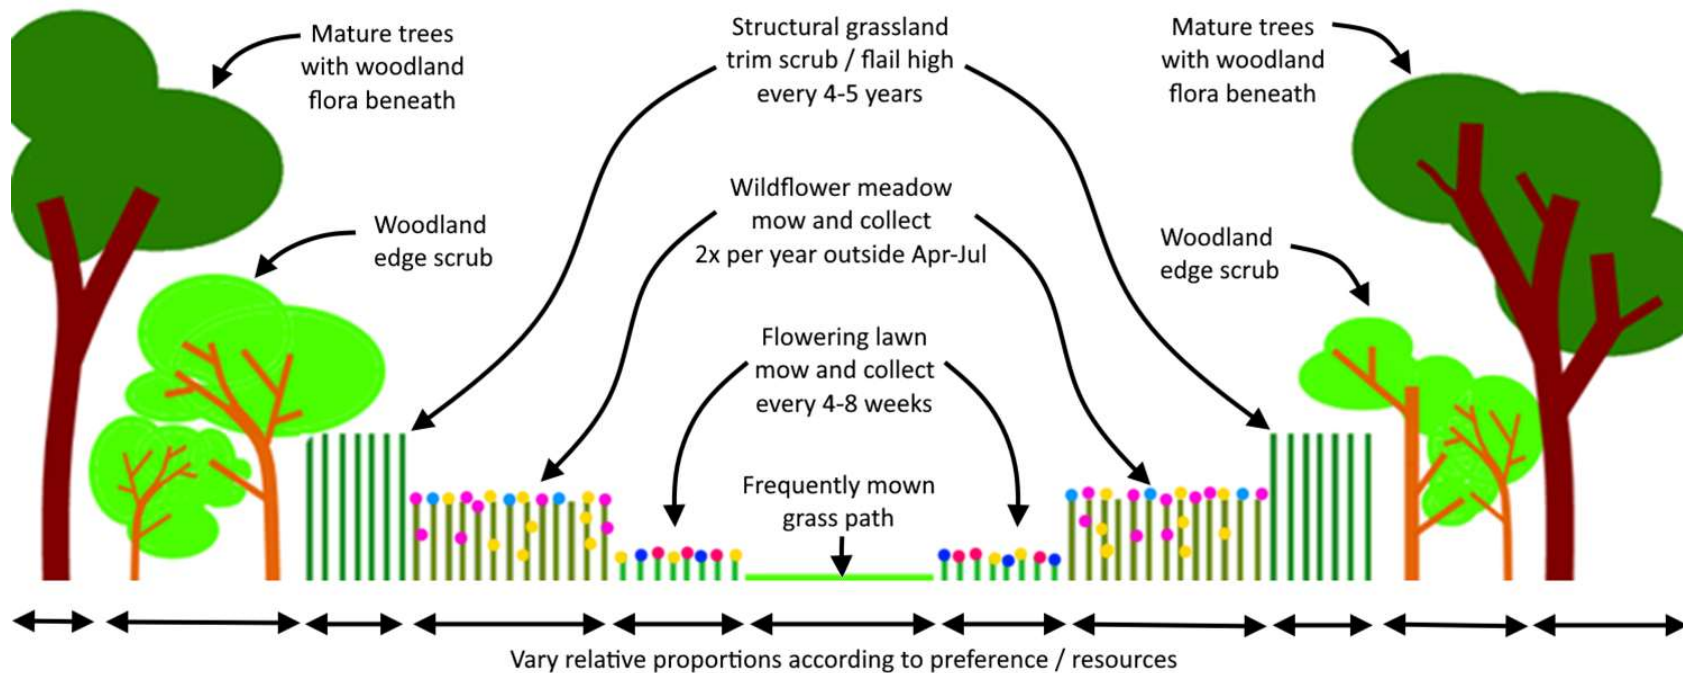 Mature trees
with woodland
flora beneath
Structural grassland
trim scrub / flail high
every 4-5 years
Mature trees
with woodland
flora beneath
Wildflower meadow
mow and collect
2x per year outside Apr-Jul
Woodland
edge scrub
Woodland
edge scrub
Flowering lawn
mow and collect
every 4-8 weeks
Frequently mown
grass path
Vary relative proportions according to preference / resources